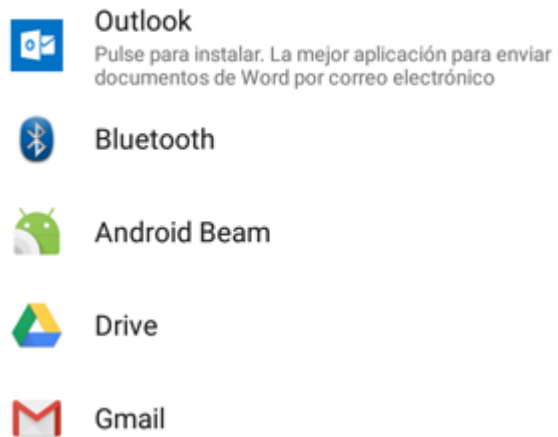 Outlook
Pulse para instalar. La mejor aplicación para enviar
documentos de Word por correo electrónico
Bluetooth
Android Beam
Drive
Gmail